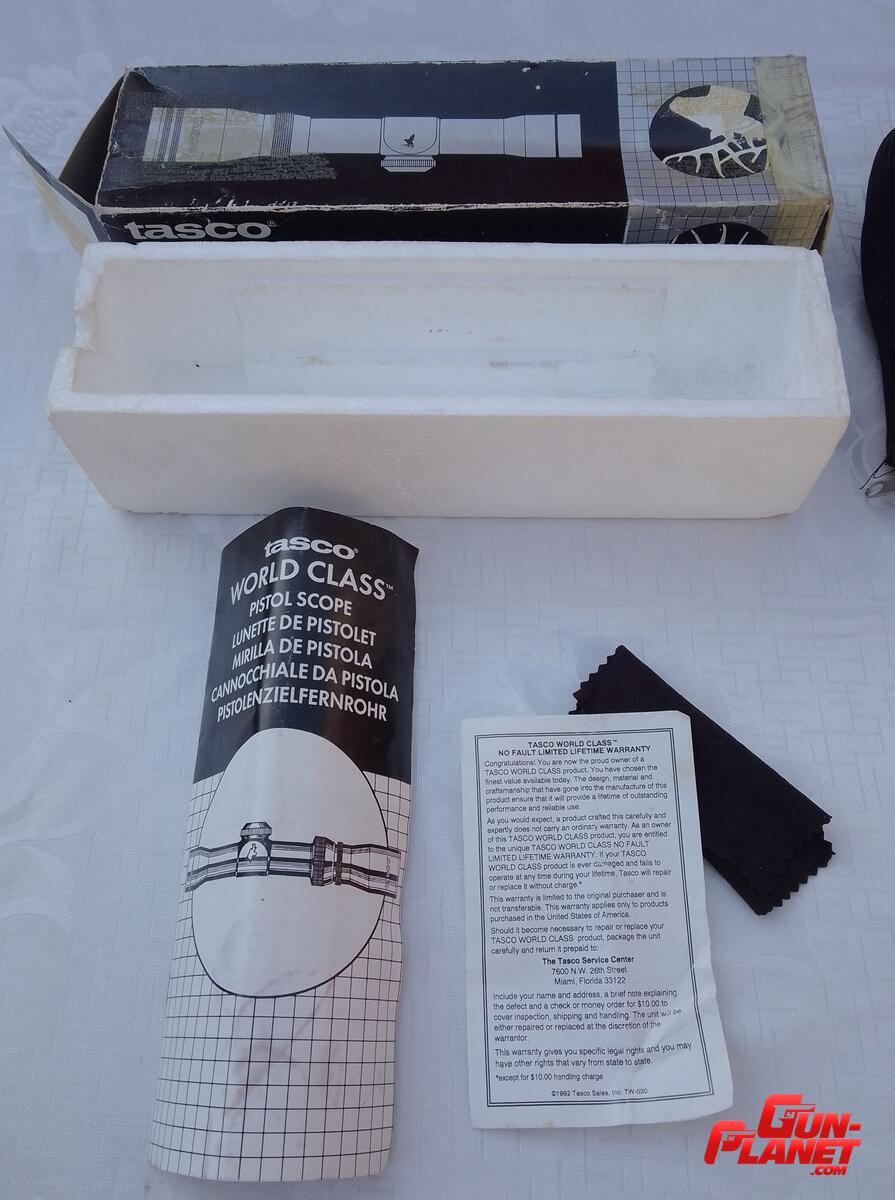 tasco®
tasco®
WORLD CLASS™
PISTOL SCOPE
LUNETTE DE PISTOLET
MIRILLA DE PISTOLA
CANNOCCHIALE DA PISTOLA
PISTOLENZIELFERNROHR
TASCO WORLD CLASS™
NO FAULT LIMITED LIFETIME WARRANTY
Congratulations! You are now the proud owner of a
TASCO WORLD CLASS product. You have chosen the
finest value available today. The design, material and
craftsmanship that have gone into the manufacture of this
product ensure that it will provide a lifetime of outstanding
performance and reliable use.
As you would expect, a product crafted this carefully and
expertly does not carry an ordinary warranty. As an owner
of this TASCO WORLD CLASS product, you are entitled
to the unique TASCO WORLD CLASS NO FAULT
LIMITED LIFETIME WARRANTY. If your TASCO
WORLD CLASS product is ever damaged and fails to
operate at any time during your lifetime, Tasco will repair
or replace it without charge.*
This warranty is limited to the original purchaser and is
not transferable. This warranty applies only to products
purchased in the United States of America.
Should it become necessary to repair or replace your
TASCO WORLD CLASS product, package the unit
carefully and return it prepaid to:
The Tasco Service Center
7600 N.W. 26th Street
Miami, Florida 33122
Include your name and address, a brief note explaining
the defect and a check or money order for $10.00 to
cover inspection, shipping and handling. The unit will be
either repaired or replaced at the discretion of the
warrantor.
This warranty gives you specific legal rights and you may
have other rights that vary from state to state.
*except for $10.00 handling charge
©1992 Tasco Sales, Inc. TW-030
GUN-
PLANET
.COM